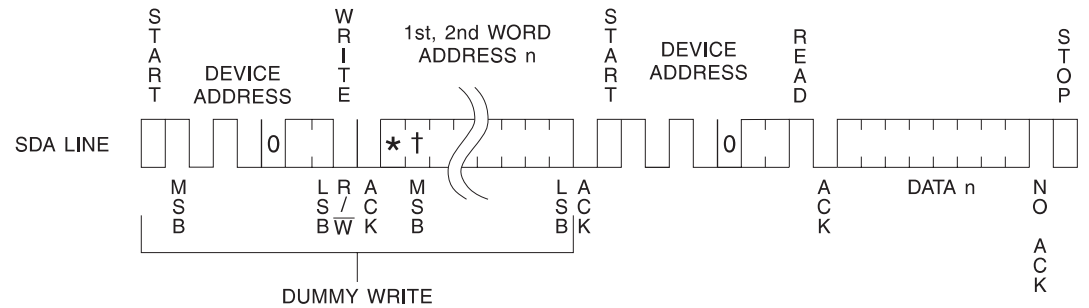 START
WRITE
1st, 2nd WORD
ADDRESS n
START
READ
STOP
DEVICE
ADDRESS
DEVICE
ADDRESS
SDA LINE
0
* †
0
MSB
LSB
R/W̅
ACK
MSB
LSB
ACK
ACK
DATA n
NO ACK
DUMMY WRITE